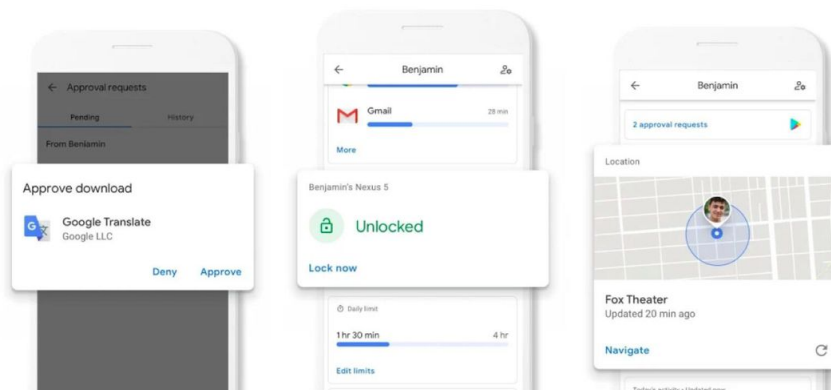 Approval requests
Pending
History
From Benjamin
Approve download
Google Translate
Google LLC
Deny
Approve
Benjamin
Gmail
28 min
More
Benjamin's Nexus 5
Unlocked
Lock now
Daily limit
1 hr 30 min
4 hr
Edit limits
Benjamin
2 approval requests
Location
Fox Theater
Updated 20 min ago
Navigate
Today's activity